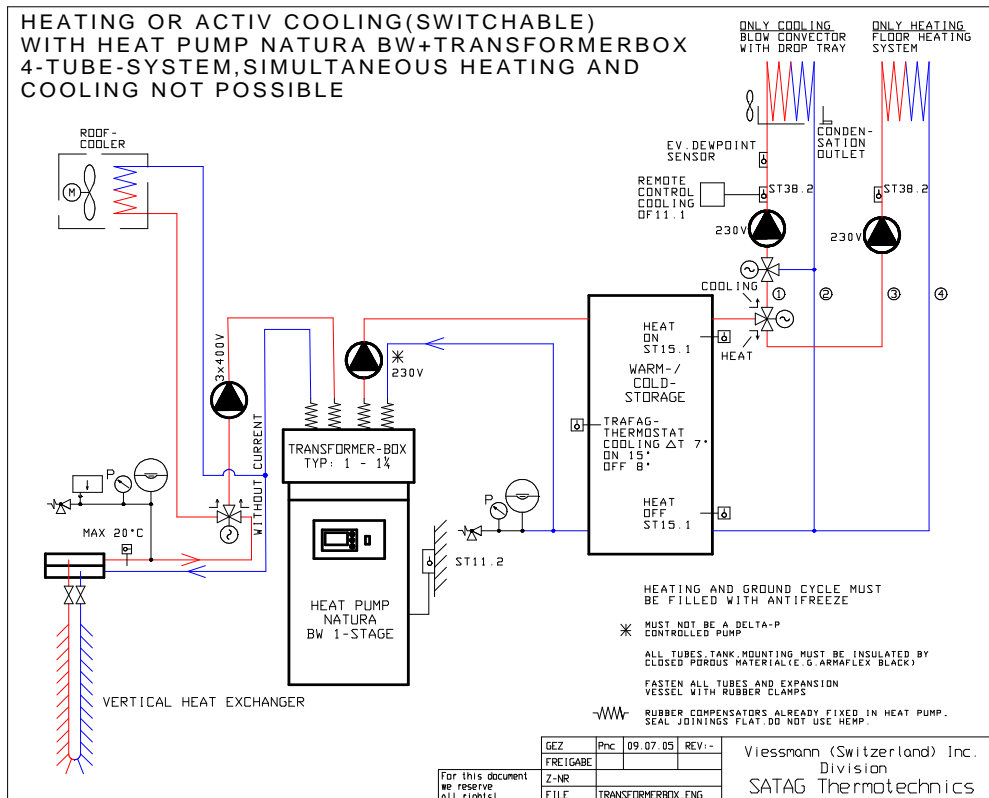 HEATING OR ACTIV COOLING(SWITCHABLE)
WITH HEAT PUMP NATURA BW+TRANSFORMERBOX
4-TUBE-SYSTEM,SIMULTANEOUS HEATING AND
COOLING NOT POSSIBLE
ONLY COOLING
BLOW CONVECTOR
WITH DROP TRAY
ONLY HEATING
FLOOR HEATING
SYSTEM
ROOF-
COOLER
M
CONDEN-
SATION
OUTLET
EV.DEWPOINT
SENSOR
REMOTE
CONTROL
COOLING
OF11.1
ST38.2
ST38.2
230V
230V
COOLING
1
2
3
4
HEAT
3x400V
230V
WITHOUT CURRENT
HEAT
ON
ST15.1
WARM-/
COLD-
STORAGE
TRAFAG-
THERMOSTAT
COOLING △T 7°
ON 15°
OFF 8°
HEAT
OFF
ST15.1
TRANSFORMER-BOX
TYP: 1 - 1¼
P
P
MAX 20°C
ST11.2
HEAT PUMP
NATURA
BW 1-STAGE
VERTICAL HEAT EXCHANGER
HEATING AND GROUND CYCLE MUST
BE FILLED WITH ANTIFREEZE
MUST NOT BE A DELTA-P
CONTROLLED PUMP
ALL TUBES,TANK,MOUNTING MUST BE INSULATED BY
CLOSED POROUS MATERIAL(E.G.ARMAFLEX BLACK)
FASTEN ALL TUBES AND EXPANSION
VESSEL WITH RUBBER CLAMPS
RUBBER COMPENSATORS ALREADY FIXED IN HEAT PUMP.
SEAL JOININGS FLAT.DO NOT USE HEMP.
For this document
we reserve
all rights!
GEZ Pnc 09.07.05 REV:-
FREIGABE
Z-NR
FILE TRANSFORMERBOX.ENG
Viessmann (Switzerland) Inc.
Division
SATAG Thermotechnics